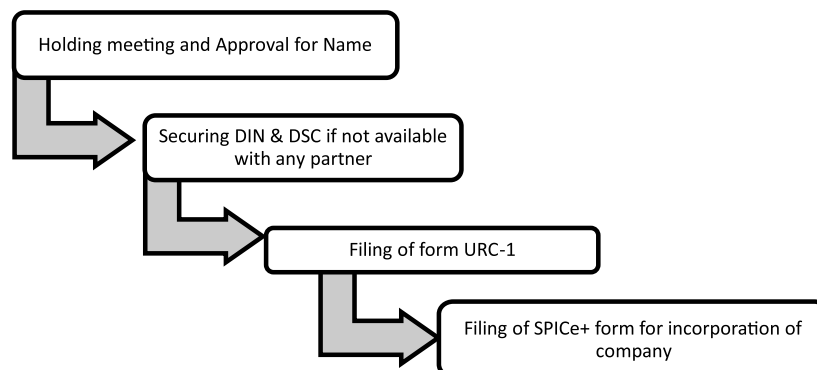 Holding meeting and Approval for Name
Securing DIN & DSC if not available
with any partner
Filing of form URC-1
Filing of SPICe+ form for incorporation of
company